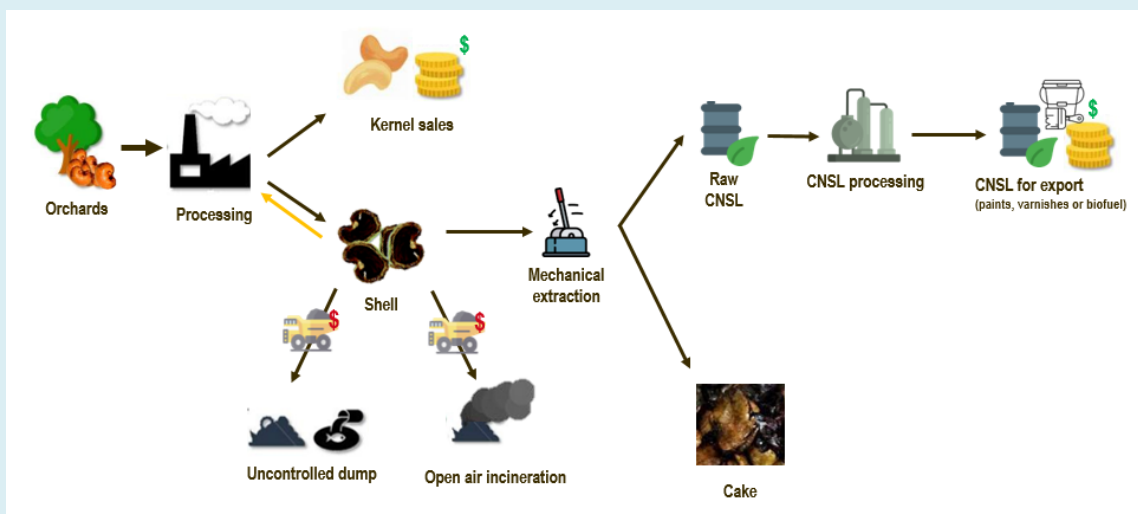 $
Kernel sales
Orchards
Processing
Shell
$
$
Uncontrolled dump
Open air incineration
Mechanical
extraction
Raw
CNSL
CNSL processing
$
CNSL for export
(paints, varnishes or biofuel)
Cake